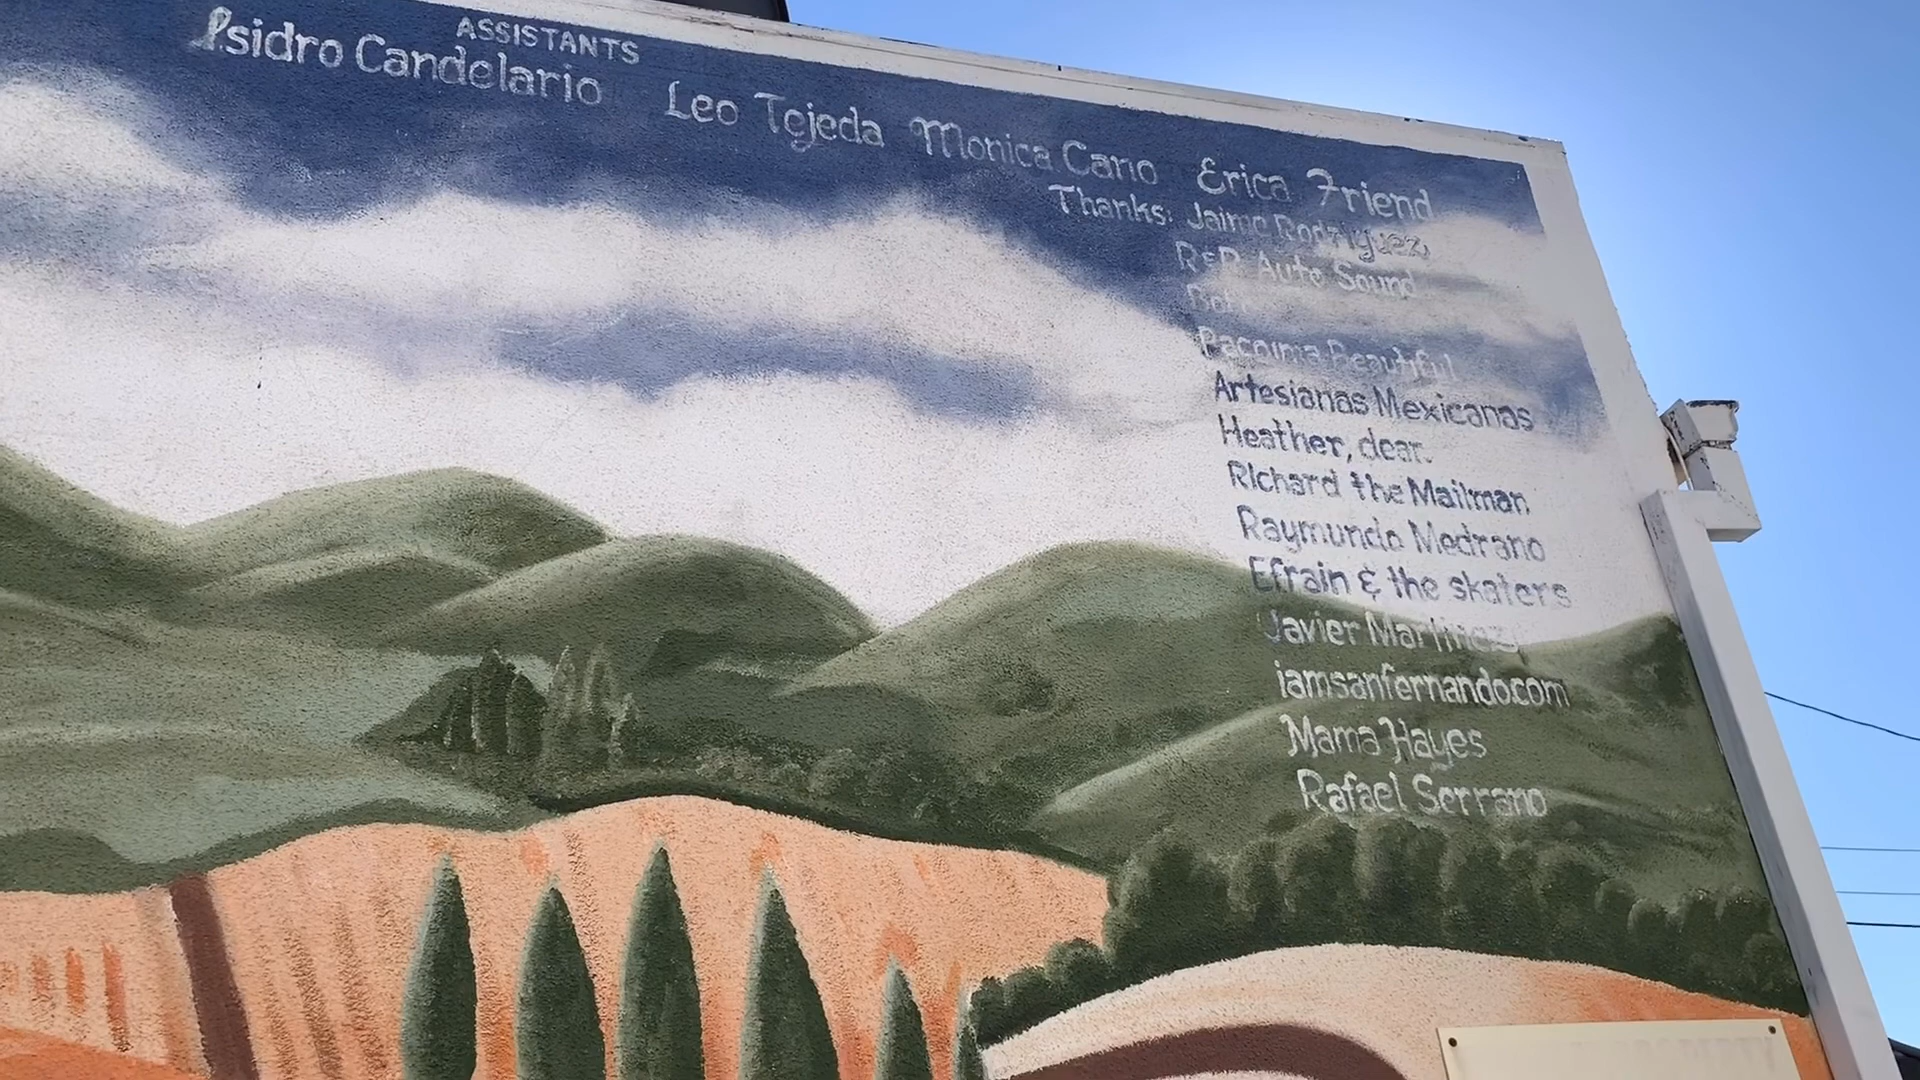 ASSISTANTS
Isidro Candelario Leo Tejeda Monica Cano Erica Friend
Thanks: Jaime Rodriguez,
R&R Auto Sound
Pacoima Beautiful
Artesianas Mexicanas
Heather, dear.
Richard the Mailman
Raymundo Medrano
Efrain & the skaters
Javier Martinez
iamsanfernando.com
Mama Hayes
Rafael Serrano